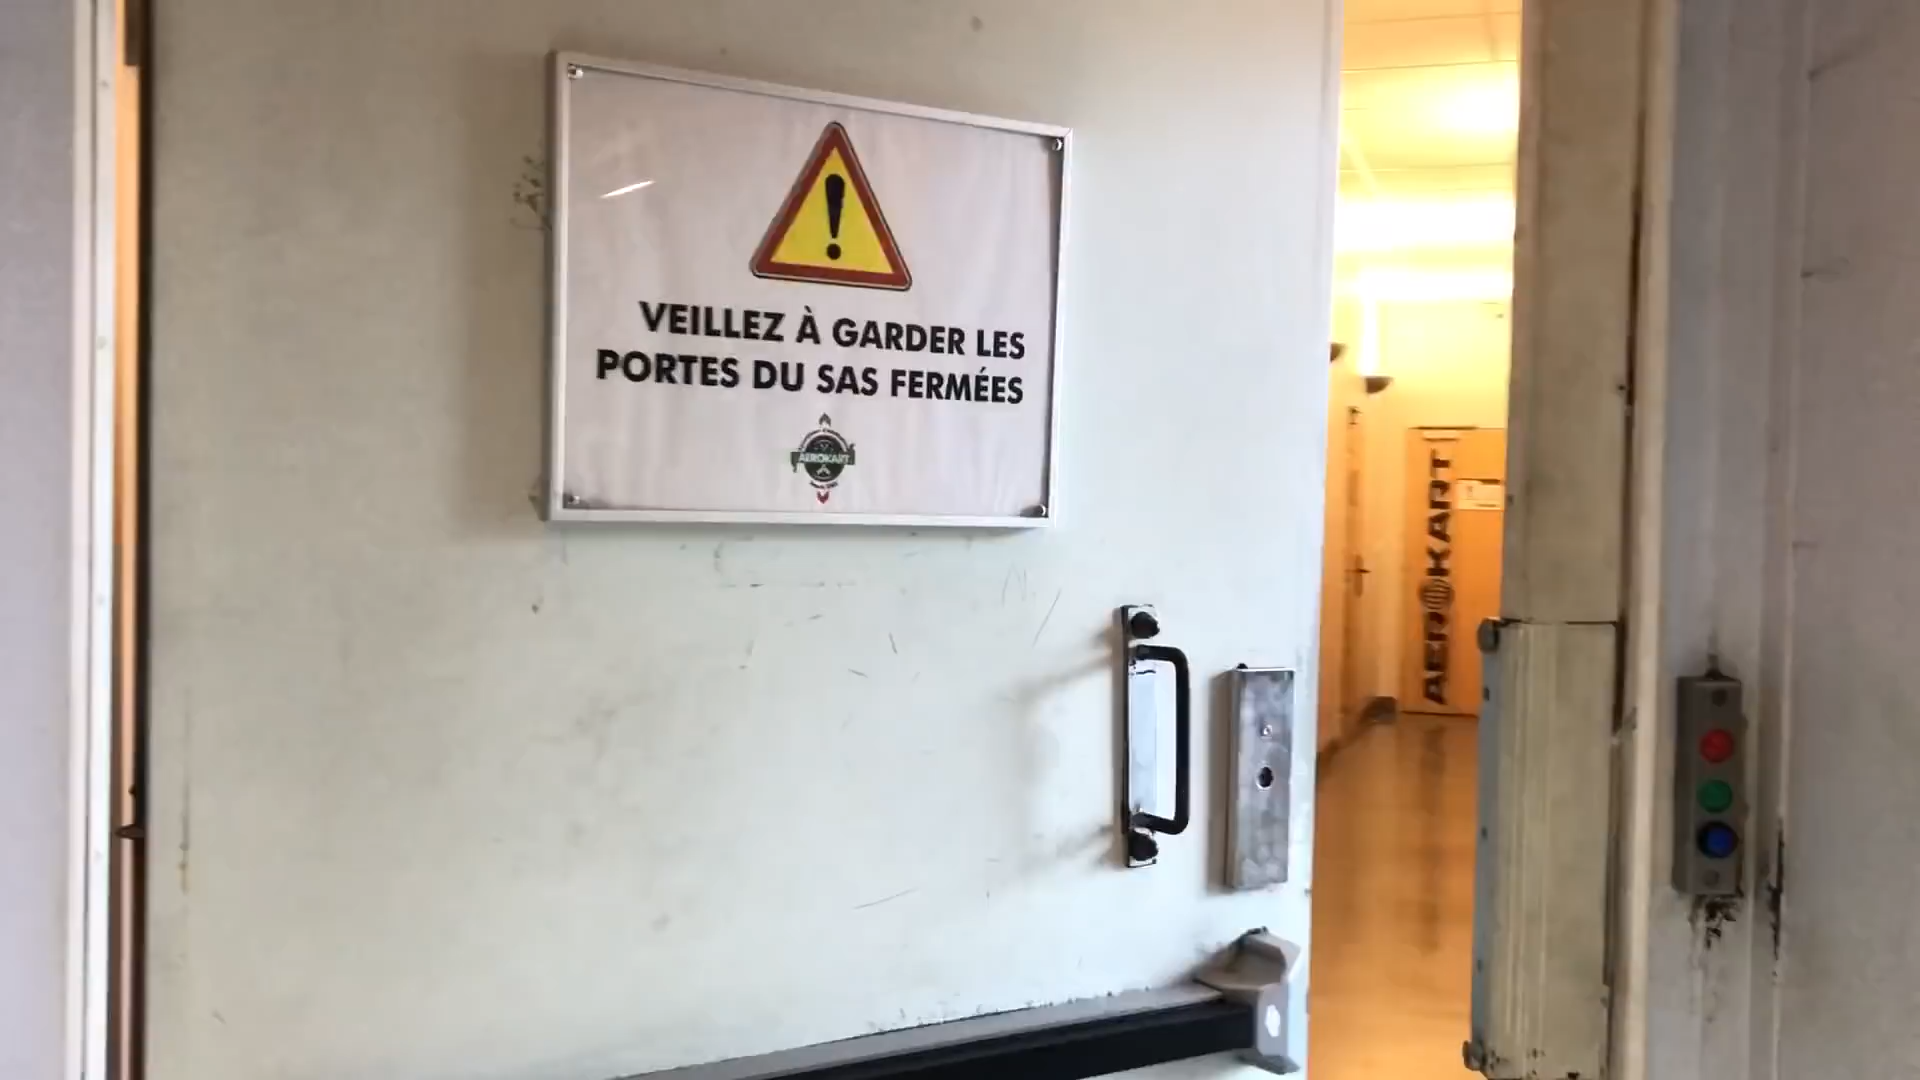 VEILLEZ À GARDER LES
PORTES DU SAS FERMÉES
AEROKART
AEROKART